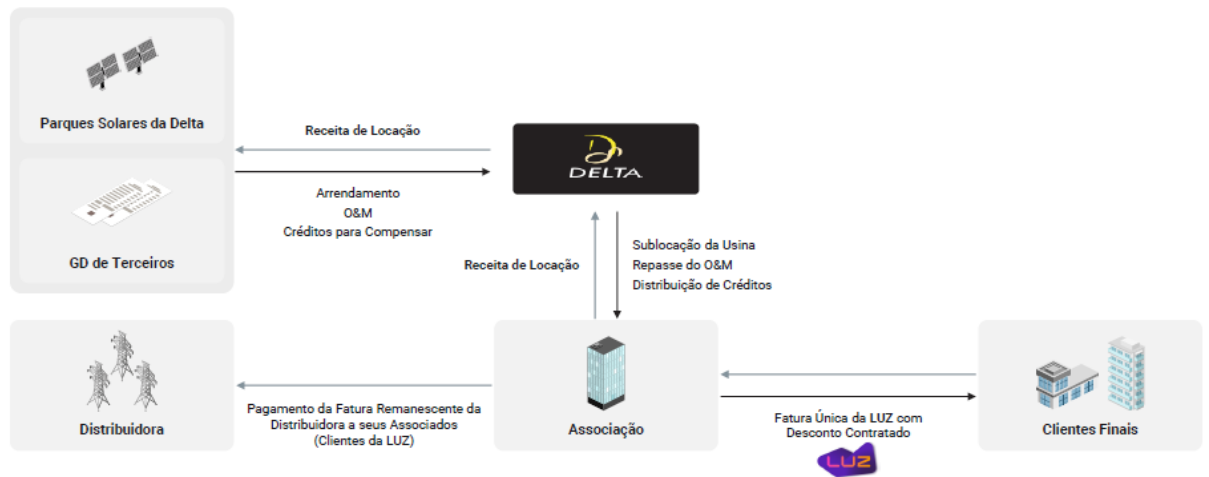 Parques Solares da Delta
GD de Terceiros
Receita de Locação
Arrendamento
O&M
Créditos para Compensar
DELTA
Receita de Locação
Sublocação da Usina
Repasse do O&M
Distribuição de Créditos
Distribuidora
Pagamento da Fatura Remanescente da
Distribuidora a seus Associados
(Clientes da LUZ)
Associação
Fatura Única da LUZ com
Desconto Contratado
LUZ
Clientes Finais